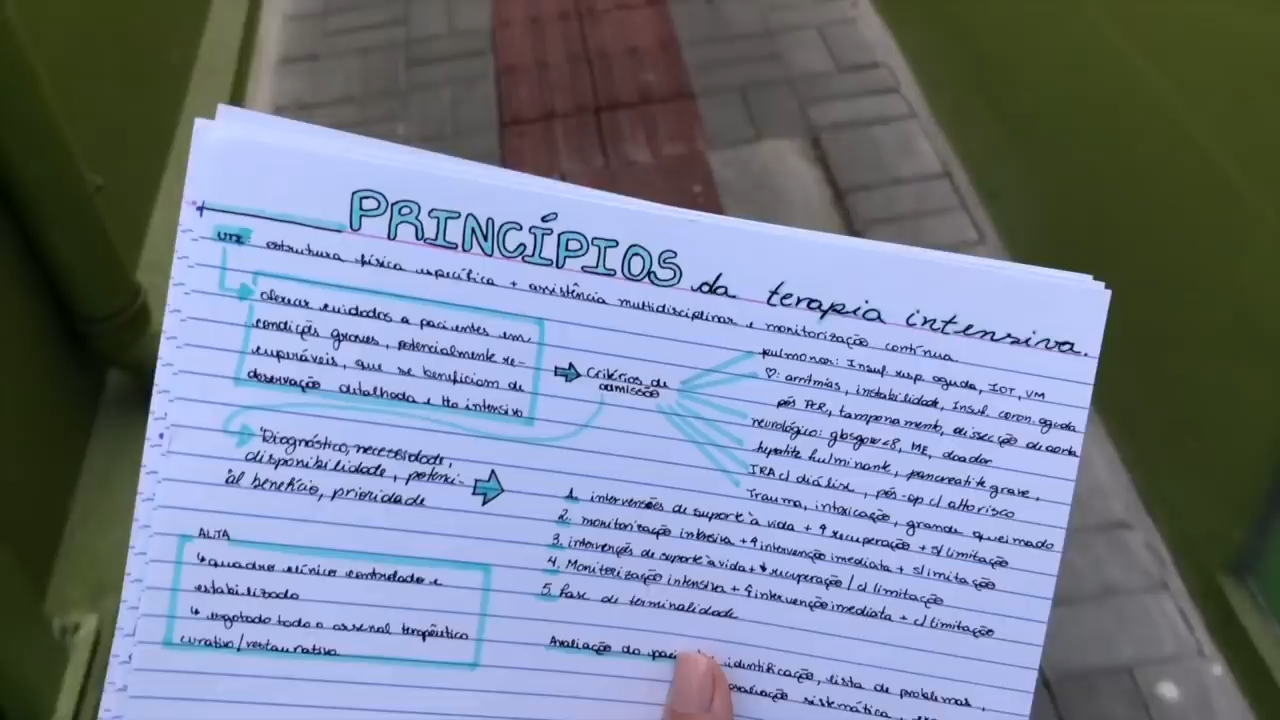 PRINCÍPIOS da terapia intensiva.
UTI: estrutura física específica + assistência multidisciplinar e monitorização contínua.
oferecer cuidados a pacientes em
condições graves, potencialmente re-
cuperáveis, que se beneficiam de
observação detalhada e tto intensivo
Critérios de
admissão
pulmonar: Insuf. resp. aguda, IOT, VM
♡: arritmias, instabilidade, Insuf. coron. aguda
pós PCR, tamponamento, dissecção de aorta
neurológico: glasgow <8, ME, doador
hepatite fulminante, pancreatite grave,
IRA c/ diálise, pós-op c/ alto risco
Trauma, intoxicação, grande queimado
Diagnóstico, necessidade,
disponibilidade, potenci-
al benefício, prioridade
1. intervensões de suporte à vida + ↑ recuperação + s/ limitação
2. monitorização intensiva + ↑ intervenção imediata + s/ limitação
3. intervenções de suporte à vida + ↓ recuperação / c/ limitação
4. Monitorização intensiva + ↑ intervenção imediata + c/ limitação
5. Fase de terminalidade
ALTA
↳ quadro clínico controlado e
estabilizado
↳ esgotado todo o arsenal terapêutico
curativo/restaurativo
Avaliação do identificação, lista de problemas,
avaliação sistemática,